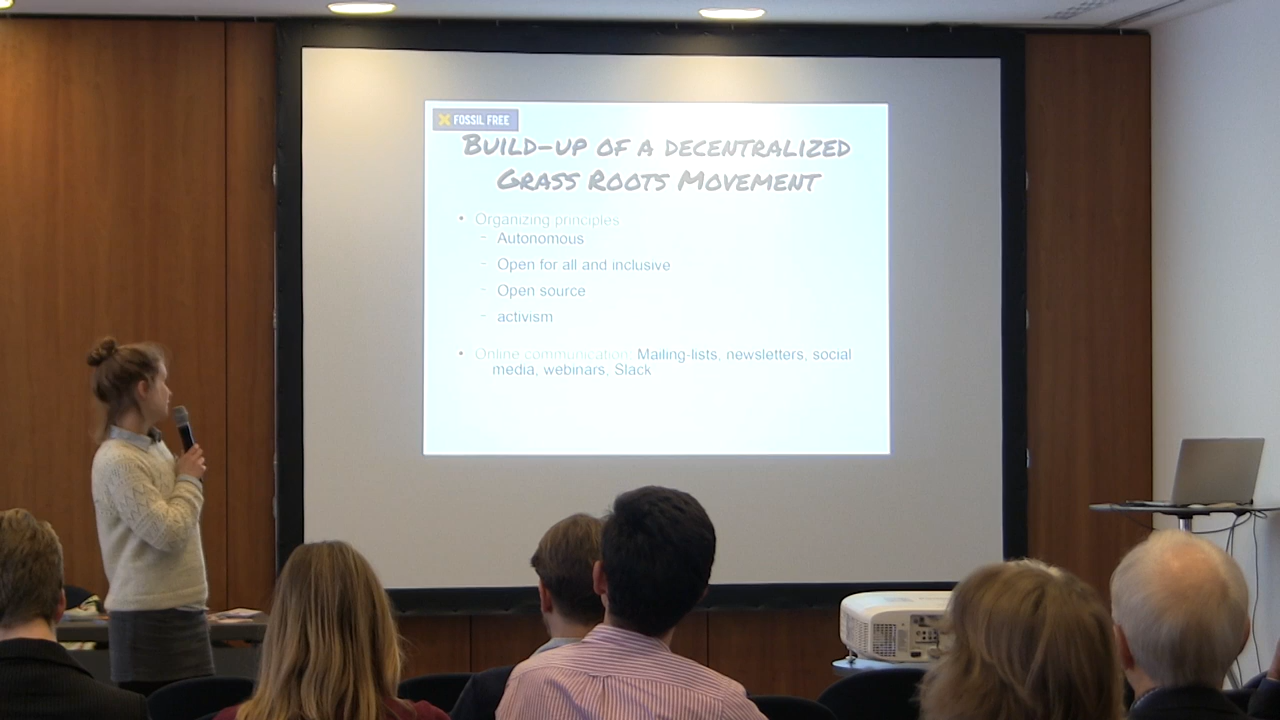 FOSSIL FREE
BUILD-UP OF A DECENTRALIZED
GRASS ROOTS MOVEMENT
• Organizing principles
– Autonomous
– Open for all and inclusive
– Open source
– activism
• Online communication: Mailing-lists, newsletters, social
media, webinars, Slack